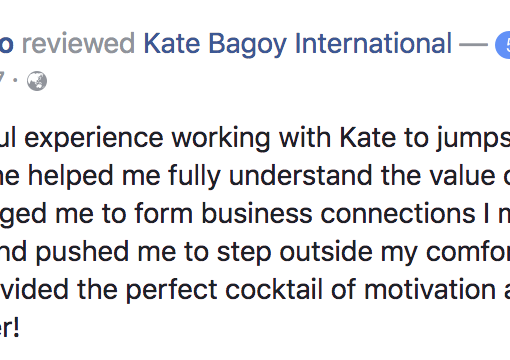 o reviewed Kate Bagoy International — 5
7 ·
ul experience working with Kate to jumps
he helped me fully understand the value o
ged me to form business connections I m
nd pushed me to step outside my comfor
vided the perfect cocktail of motivation a
er!